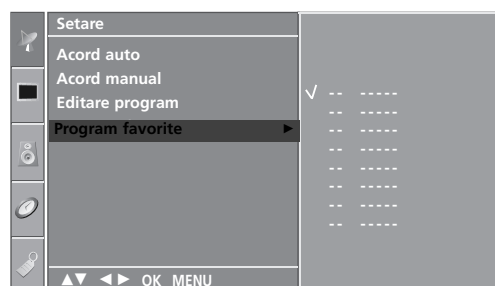 Setare
Acord auto
Acord manual
Editare program
Program favorite ►
√ -- -----
-- -----
-- -----
-- -----
-- -----
-- -----
-- -----
-- -----
▲▼ ◄► OK MENU